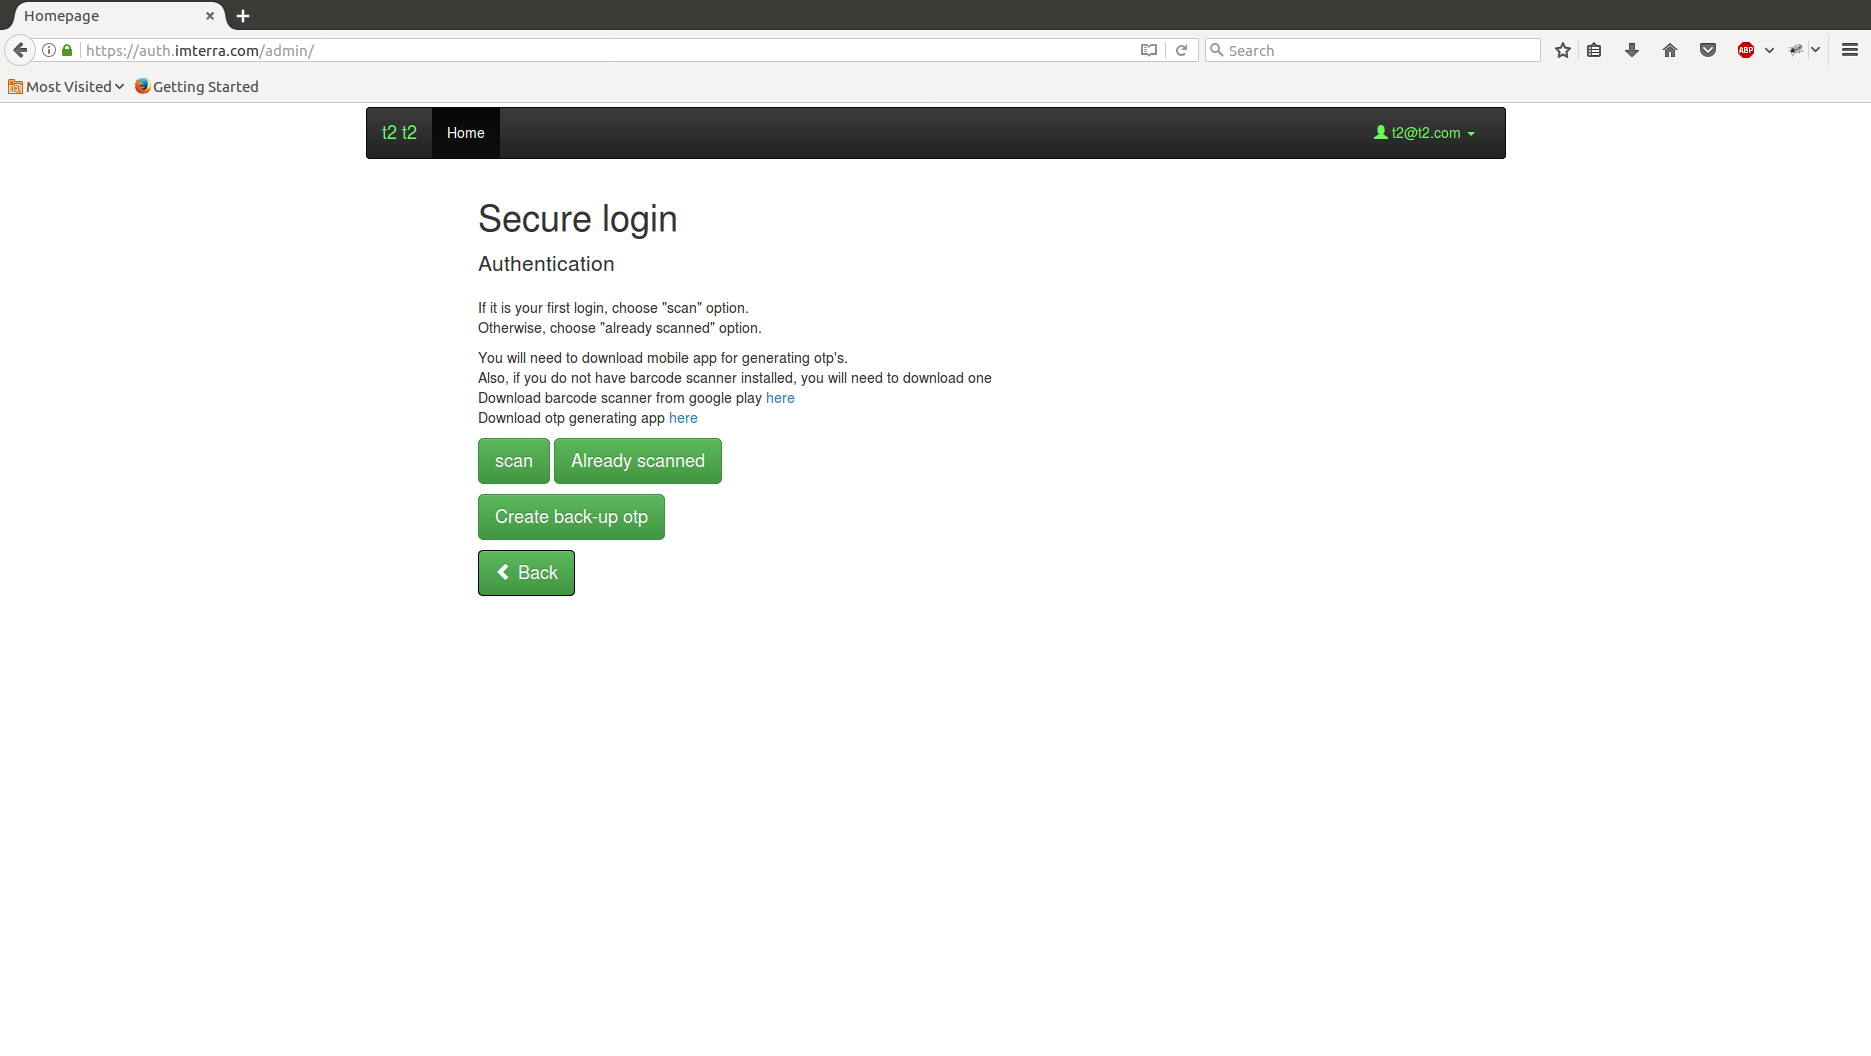 Homepage
https://auth.imterra.com/admin/
Search
ABP
Most Visited
Getting Started
t2 t2
Home
t2@t2.com
Secure login
Authentication
If it is your first login, choose "scan" option.
Otherwise, choose "already scanned" option.
You will need to download mobile app for generating otp's.
Also, if you do not have barcode scanner installed, you will need to download one
Download barcode scanner from google play here
Download otp generating app here
scan
Already scanned
Create back-up otp
Back